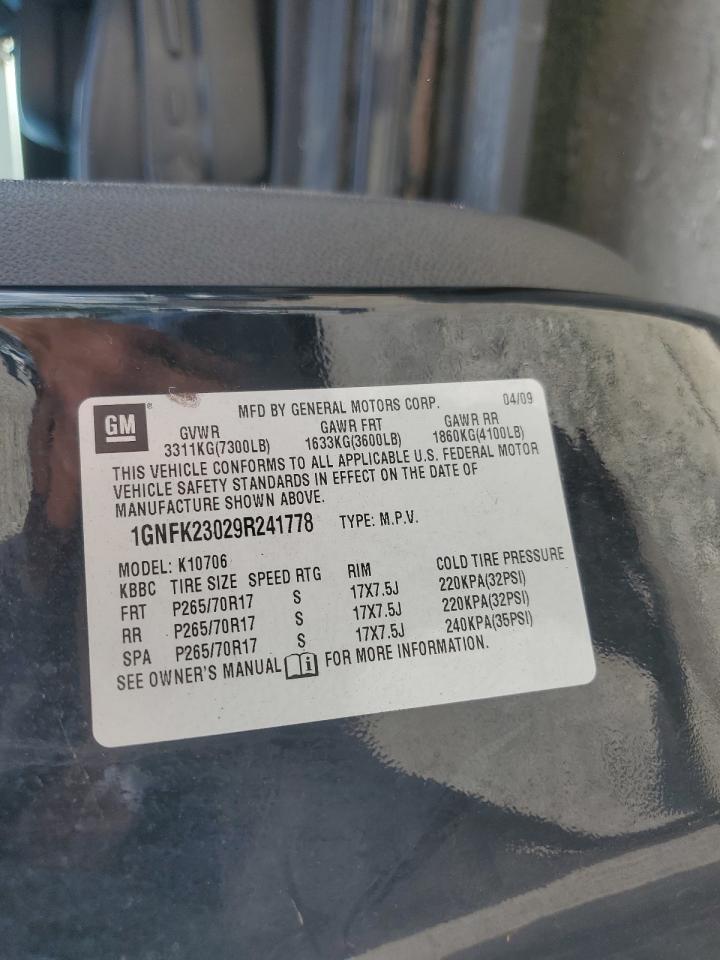 GM ® MFD BY GENERAL MOTORS CORP. 04/09
GVWR GAWR FRT GAWR RR
3311KG(7300LB) 1633KG(3600LB) 1860KG(4100LB)
THIS VEHICLE CONFORMS TO ALL APPLICABLE U.S. FEDERAL MOTOR
VEHICLE SAFETY STANDARDS IN EFFECT ON THE DATE OF
MANUFACTURE SHOWN ABOVE.
1GNFK23029R241778 TYPE: M.P.V.
MODEL: K10706
KBBC TIRE SIZE SPEED RTG RIM COLD TIRE PRESSURE
FRT P265/70R17 S 17X7.5J 220KPA(32PSI)
RR P265/70R17 S 17X7.5J 220KPA(32PSI)
SPA P265/70R17 S 17X7.5J 240KPA(35PSI)
SEE OWNER'S MANUAL i FOR MORE INFORMATION.